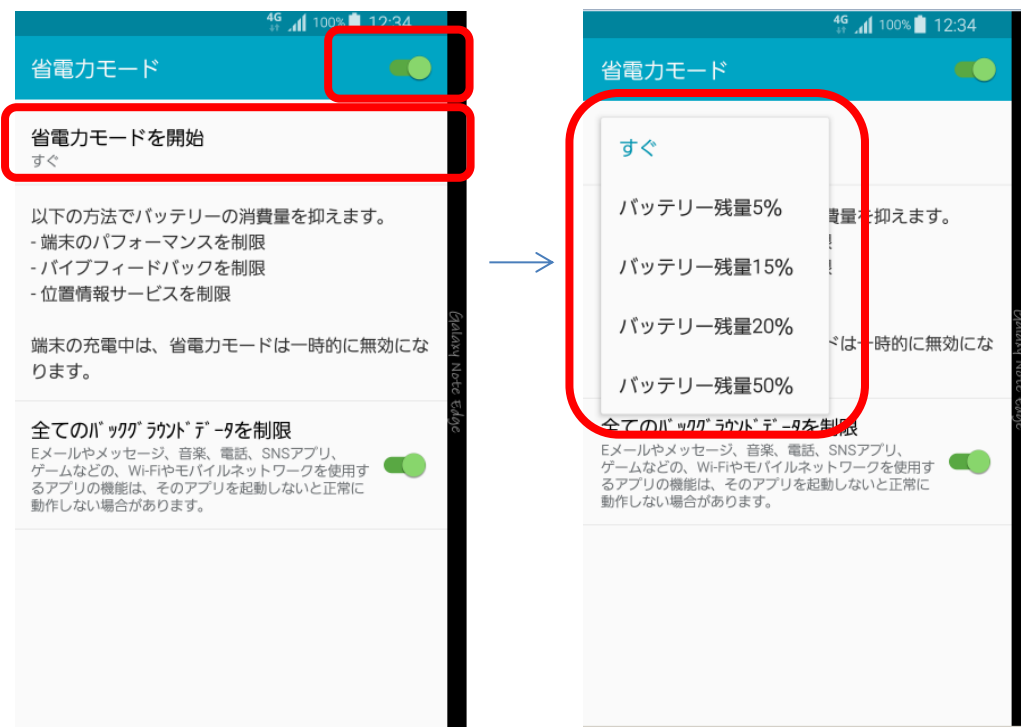 4G 100% 12:34
省電力モード
省電力モードを開始
すぐ
以下の方法でバッテリーの消費量を抑えます。
- 端末のパフォーマンスを制限
- バイブフィードバックを制限
- 位置情報サービスを制限
端末の充電中は、省電力モードは一時的に無効にな
ります。
全てのﾊﾞｯｸｸﾞﾗｳﾝﾄﾞﾃﾞｰﾀを制限
Eメールやメッセージ、音楽、電話、SNSアプリ、
ゲームなどの、Wi-Fiやモバイルネットワークを使用す
るアプリの機能は、そのアプリを起動しないと正常に
動作しない場合があります。
Galaxy Note Edge
4G 100% 12:34
省電力モード
すぐ
バッテリー残量5%
バッテリー残量15%
バッテリー残量20%
バッテリー残量50%
費量を抑えます。
ドは一時的に無効にな
全てのﾊﾞｯｸｸﾞﾗｳﾝﾄﾞﾃﾞｰﾀを制限
Eメールやメッセージ、音楽、電話、SNSアプリ、
ゲームなどの、Wi-Fiやモバイルネットワークを使用す
るアプリの機能は、そのアプリを起動しないと正常に
動作しない場合があります。